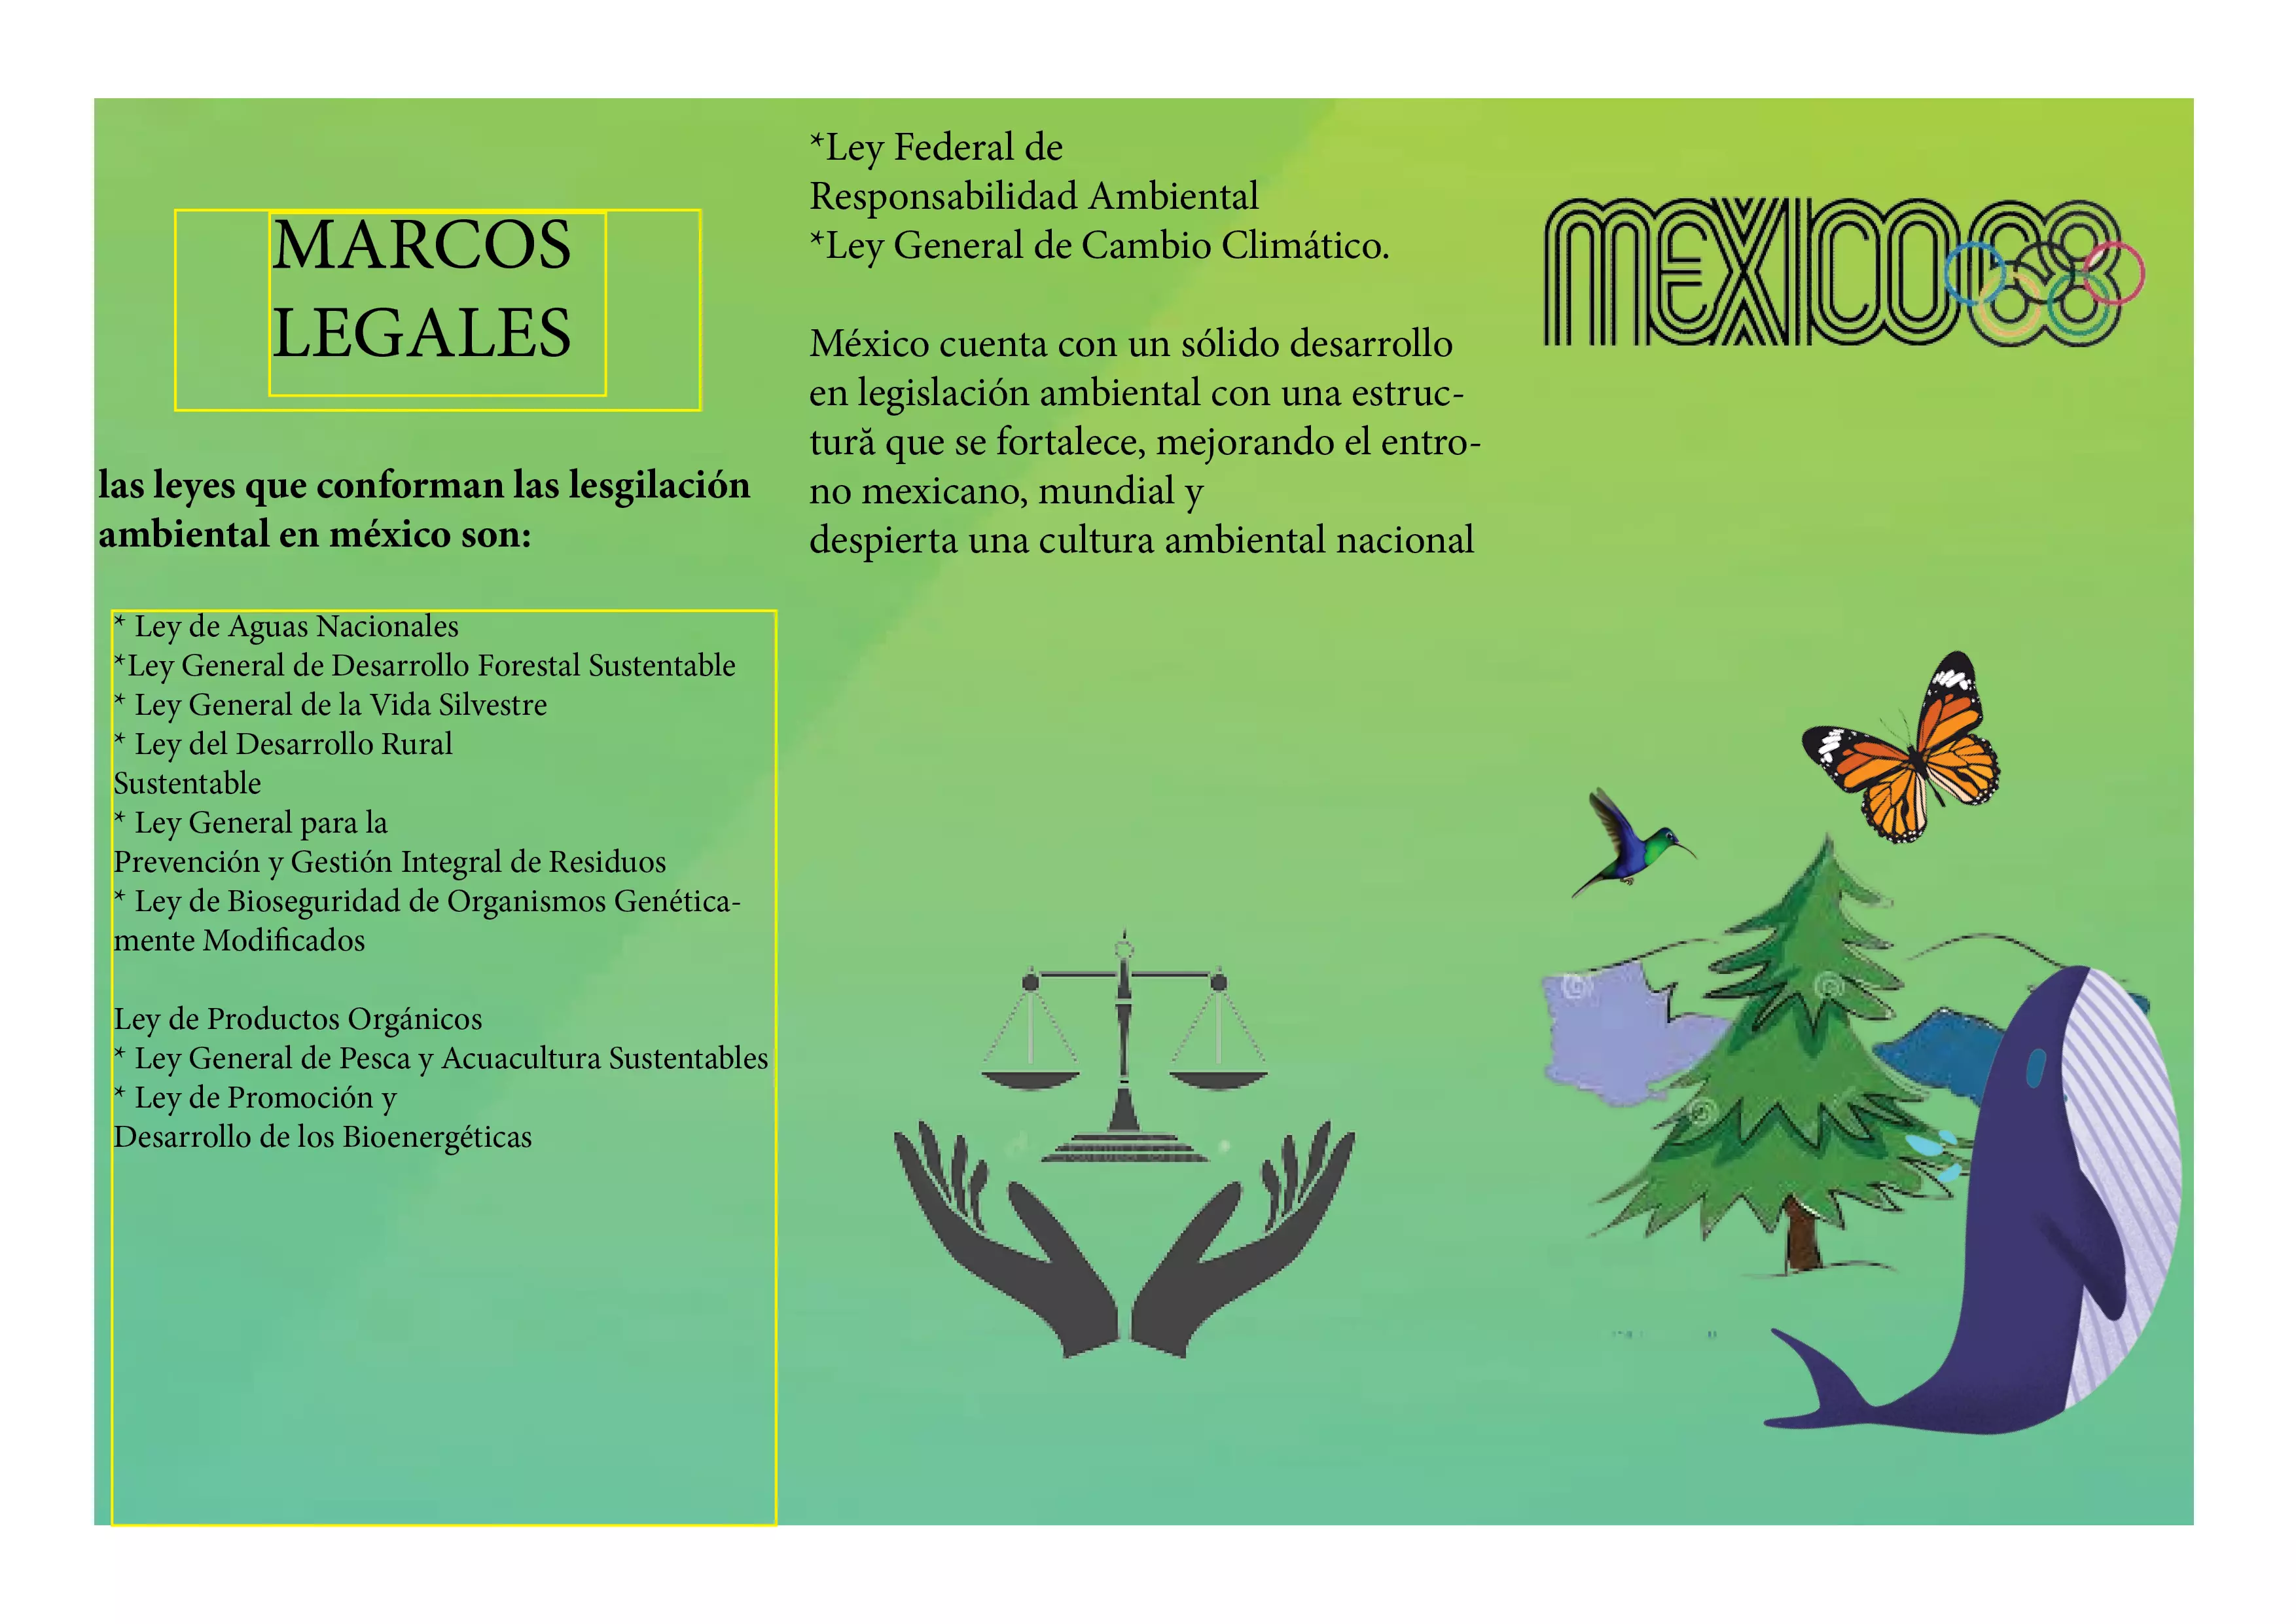 MARCOS
LEGALES
las leyes que conforman las lesgilación
ambiental en méxico son:
* Ley de Aguas Nacionales
*Ley General de Desarrollo Forestal Sustentable
* Ley General de la Vida Silvestre
* Ley del Desarrollo Rural
Sustentable
* Ley General para la
Prevención y Gestión Integral de Residuos
* Ley de Bioseguridad de Organismos Genética-
mente Modificados
Ley de Productos Orgánicos
* Ley General de Pesca y Acuacultura Sustentables
* Ley de Promoción y
Desarrollo de los Bioenergéticas
*Ley Federal de
Responsabilidad Ambiental
*Ley General de Cambio Climático.
México cuenta con un sólido desarrollo
en legislación ambiental con una estruc-
tură que se fortalece, mejorando el entro-
no mexicano, mundial y
despierta una cultura ambiental nacional
MEXICO68